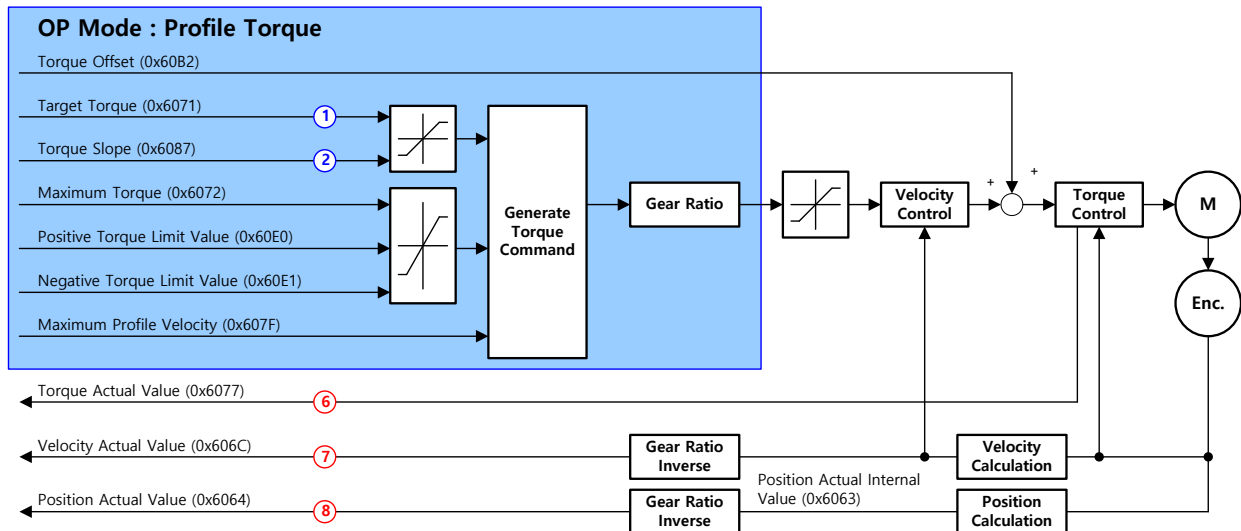 OP Mode : Profile Torque
Torque Offset (0x60B2)
Target Torque (0x6071)
1
Torque Slope (0x6087)
2
Maximum Torque (0x6072)
Positive Torque Limit Value (0x60E0)
Negative Torque Limit Value (0x60E1)
Maximum Profile Velocity (0x607F)
Generate
Torque
Command
Gear Ratio
Velocity
Control
+
+
Torque
Control
M
Enc.
Torque Actual Value (0x6077)
6
Velocity Actual Value (0x606C)
7
Gear Ratio
Inverse
Velocity
Calculation
Position Actual Value (0x6064)
8
Gear Ratio
Inverse
Position Actual Internal
Value (0x6063)
Position
Calculation